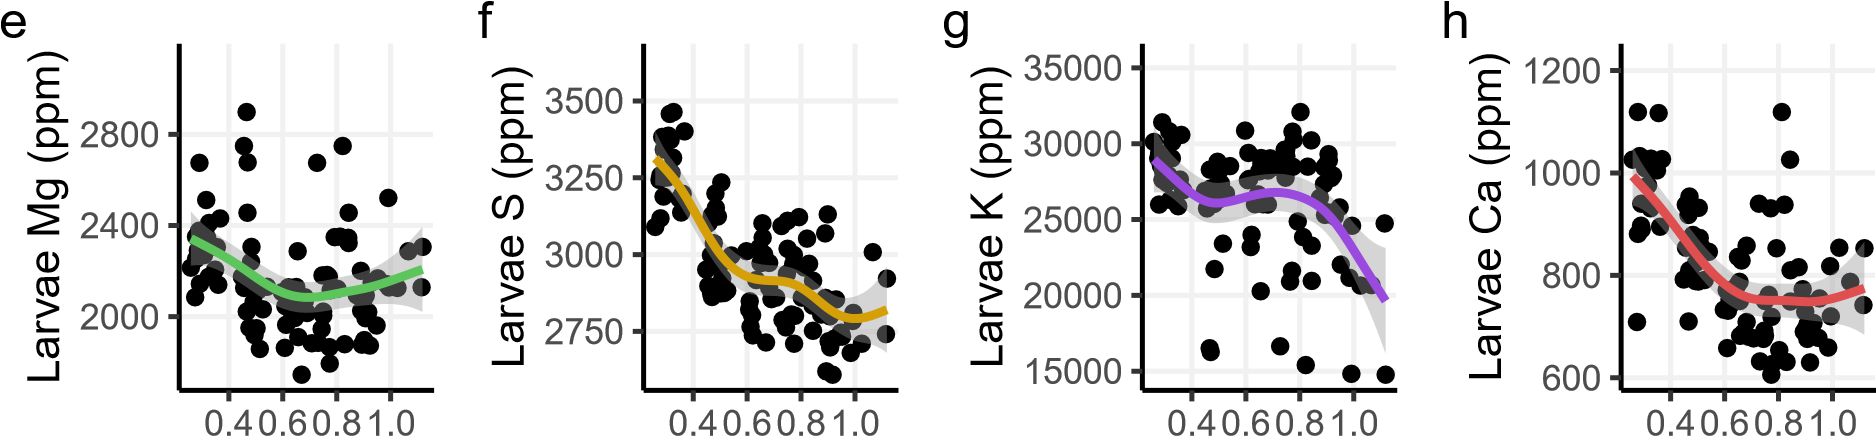 e
Larvae Mg (ppm)
2800
2400
2000
0.4 0.6 0.8 1.0
f
Larvae S (ppm)
3500
3250
3000
2750
0.4 0.6 0.8 1.0
g
Larvae K (ppm)
35000
30000
25000
20000
15000
0.4 0.6 0.8 1.0
h
Larvae Ca (ppm)
1200
1000
800
600
0.4 0.6 0.8 1.0